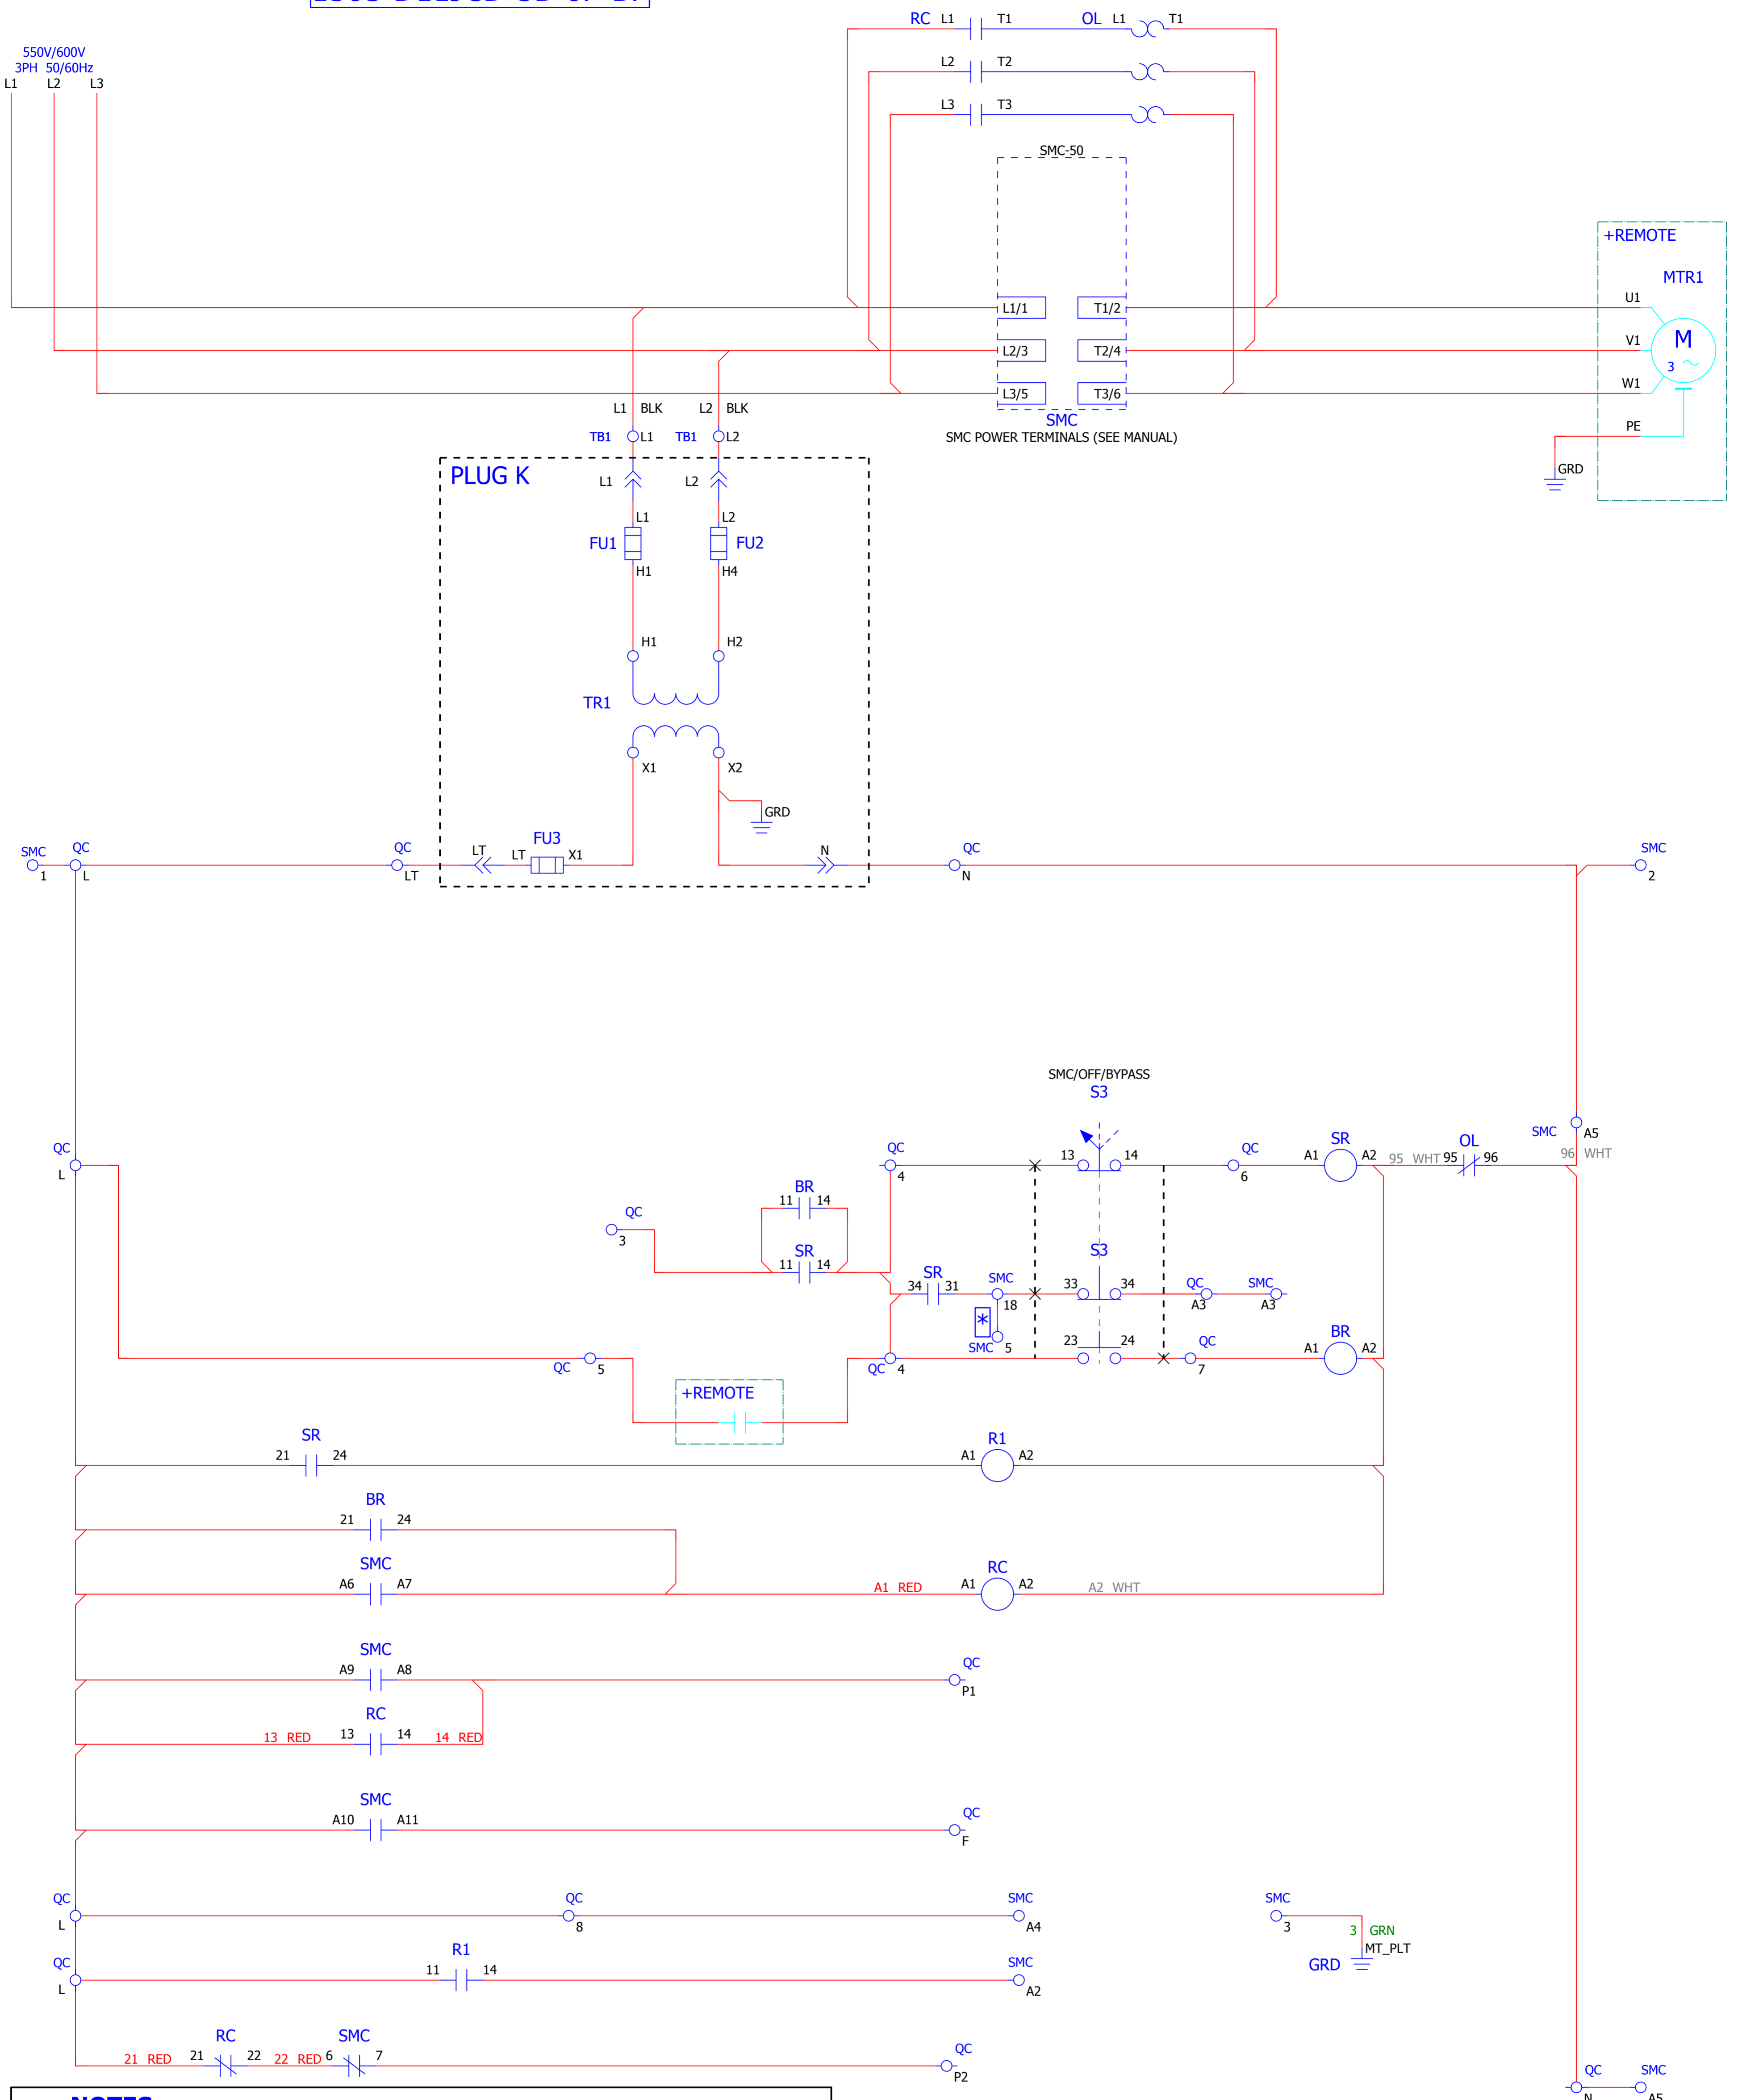 RC L1 T1 OL L1 T1
550V/600V
3PH 50/60Hz
L1 L2 L3
L2 T2
L3 T3
SMC-50
+REMOTE
MTR1
L1/1 T1/2 U1
L2/3 T2/4 V1 M
3
L3/5 T3/6 W1
L1 BLK L2 BLK
SMC
PE
TB1 L1 TB1 L2
SMC POWER TERMINALS (SEE MANUAL)
PLUG K
L1 L2
GRD
L1 L2
FU1 FU2
H1 H4
H1 H2
TR1
X1 X2
GRD
FU3
SMC QC QC LT LT X1 N QC SMC
1 L LT N 2
SMC/OFF/BYPASS
S3
SMC A5
QC QC 13 14 QC SR OL
A1 A2 95 WHT 95 96 96 WHT
L 4 6
BR
11 14
QC
3
SR S3
11 14
SR SMC QC SMC
34 31 33 34
18 A3 A3
*
SMC 5 23 24 QC BR
A1 A2
QC 5 QC 4 7
+REMOTE
SR R1
21 24 A1 A2
BR
21 24
SMC RC
A6 A7 A1 RED A1 A2 A2 WHT
SMC
A9 A8 QC
P1
RC
13 RED 13 14 14 RED
SMC
A10 A11 QC
F
QC QC SMC SMC
L 8 A4 3
3 GRN
MT_PLT
GRD
R1
QC 11 14 SMC
L A2
RC SMC
21 RED 21 22 22 RED 6 7 QC
P2
QC SMC
N A5
NOTES